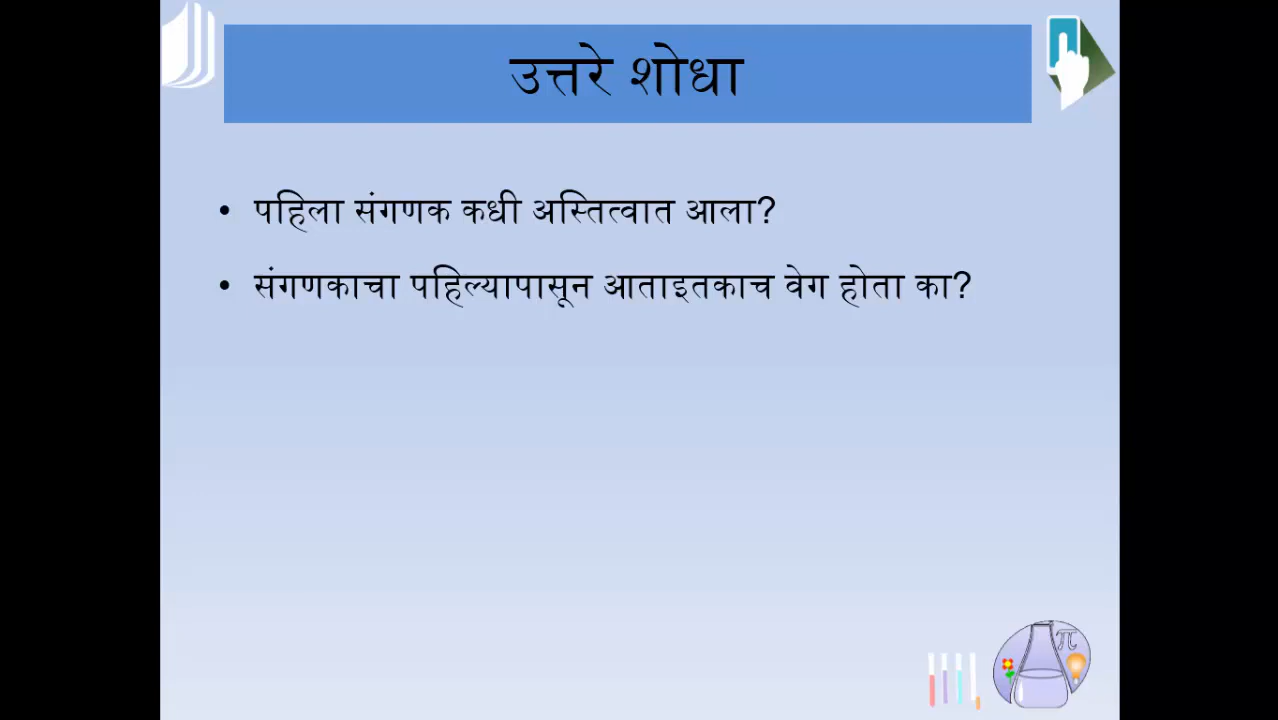 उत्तरे शोधा
• पहिला संगणक कधी अस्तित्वात आला?
• संगणकाचा पहिल्यापासून आताइतकाच वेग होता का?
π